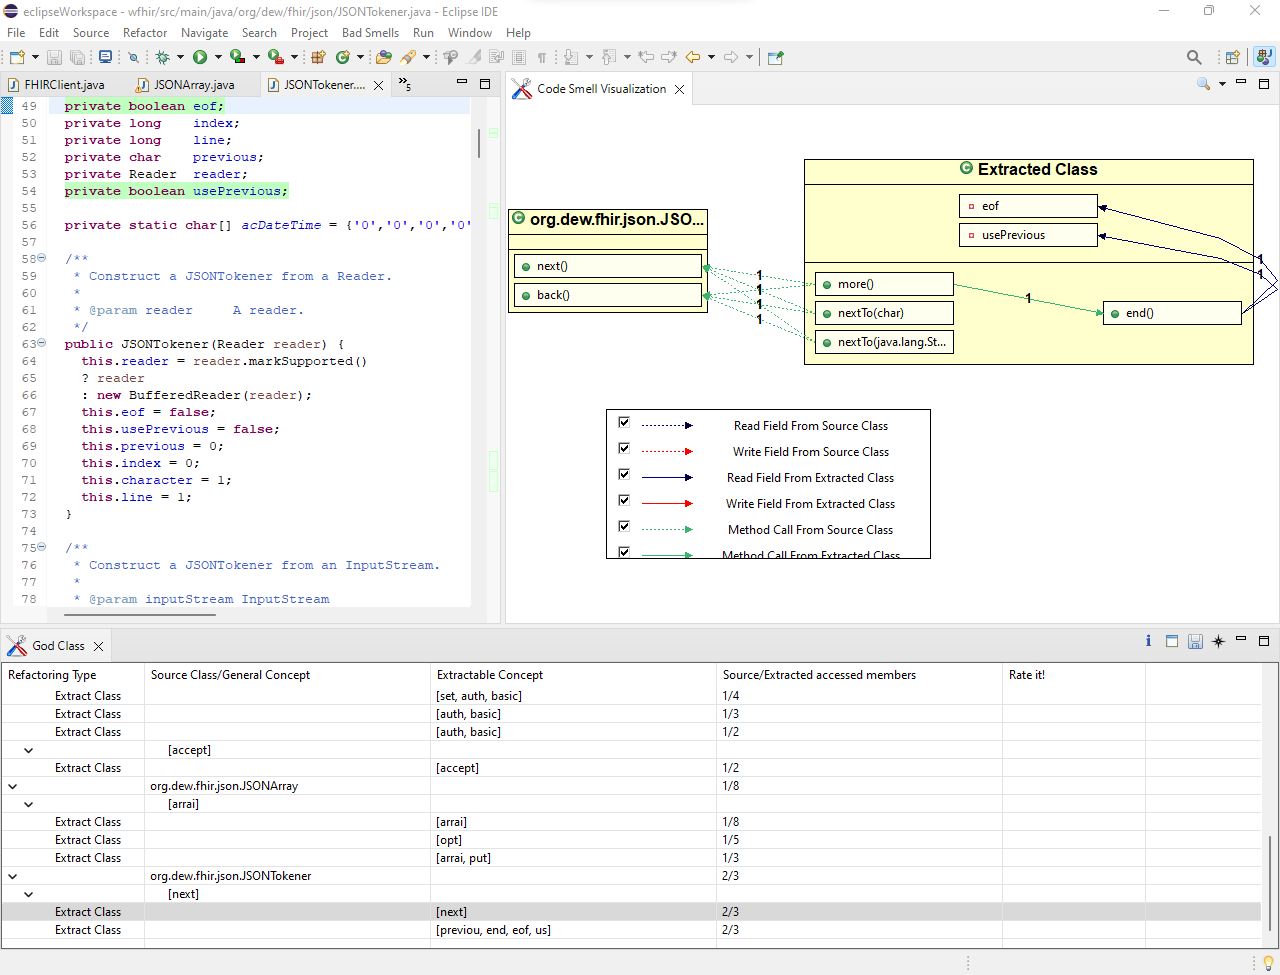 eclipseWorkspace - wfhir/src/main/java/org/dew/fhir/json/JSONTokener.java - Eclipse IDE
File Edit Source Refactor Navigate Search Project Bad Smells Run Window Help
FHIRClient.java JSONArray.java JSONTokener.... »5
49 private boolean eof;
50 private long index;
51 private long line;
52 private char previous;
53 private Reader reader;
54 private boolean usePrevious;
55
56 private static char[] acDateTime = {'0','0','0','0'
57
58 /**
59 * Construct a JSONTokener from a Reader.
60 *
61 * @param reader A reader.
62 */
63 public JSONTokener(Reader reader) {
64 this.reader = reader.markSupported()
65 ? reader
66 : new BufferedReader(reader);
67 this.eof = false;
68 this.usePrevious = false;
69 this.previous = 0;
70 this.index = 0;
71 this.character = 1;
72 this.line = 1;
73 }
74
75 /**
76 * Construct a JSONTokener from an InputStream.
77 *
78 * @param inputStream InputStream
Code Smell Visualization
org.dew.fhir.json.JSO...
next()
back()
Extracted Class
eof
usePrevious
more()
nextTo(char)
nextTo(java.lang.St...
end()
1
1
1
1
1
1
1
Read Field From Source Class
Write Field From Source Class
Read Field From Extracted Class
Write Field From Extracted Class
Method Call From Source Class
Method Call From Extracted Class
God Class
Refactoring Type Source Class/General Concept Extractable Concept Source/Extracted accessed members Rate it!
Extract Class [set, auth, basic] 1/4
Extract Class [auth, basic] 1/3
Extract Class [auth, basic] 1/2
[accept]
Extract Class [accept] 1/2
org.dew.fhir.json.JSONArray 1/8
[arrai]
Extract Class [arrai] 1/8
Extract Class [opt] 1/5
Extract Class [arrai, put] 1/3
org.dew.fhir.json.JSONTokener 2/3
[next]
Extract Class [next] 2/3
Extract Class [previou, end, eof, us] 2/3